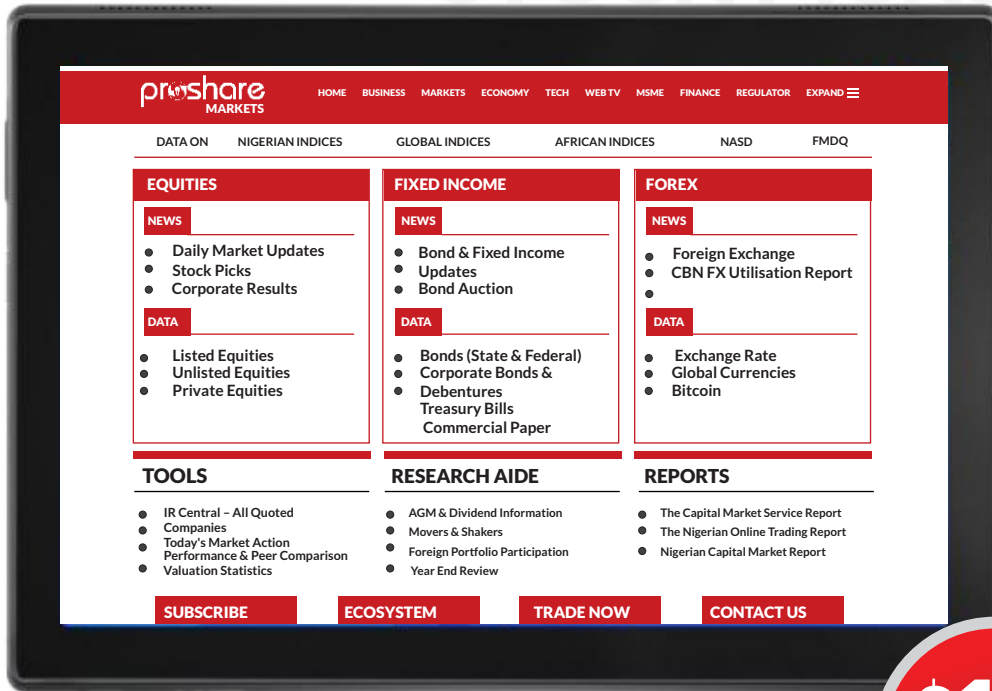 proshare
MARKETS
HOME BUSINESS MARKETS ECONOMY TECH WEB TV MSME FINANCE REGULATOR EXPAND
DATA ON NIGERIAN INDICES GLOBAL INDICES AFRICAN INDICES NASD FMDQ
EQUITIES
NEWS
Daily Market Updates
Stock Picks
Corporate Results
DATA
Listed Equities
Unlisted Equities
Private Equities
FIXED INCOME
NEWS
Bond & Fixed Income
Updates
Bond Auction
DATA
Bonds (State & Federal)
Corporate Bonds &
Debentures
Treasury Bills
Commercial Paper
FOREX
NEWS
Foreign Exchange
CBN FX Utilisation Report
DATA
Exchange Rate
Global Currencies
Bitcoin
TOOLS
IR Central – All Quoted
Companies
Today's Market Action
Performance & Peer Comparison
Valuation Statistics
RESEARCH AIDE
AGM & Dividend Information
Movers & Shakers
Foreign Portfolio Participation
Year End Review
REPORTS
The Capital Market Service Report
The Nigerian Online Trading Report
Nigerian Capital Market Report
SUBSCRIBE ECOSYSTEM TRADE NOW CONTACT US